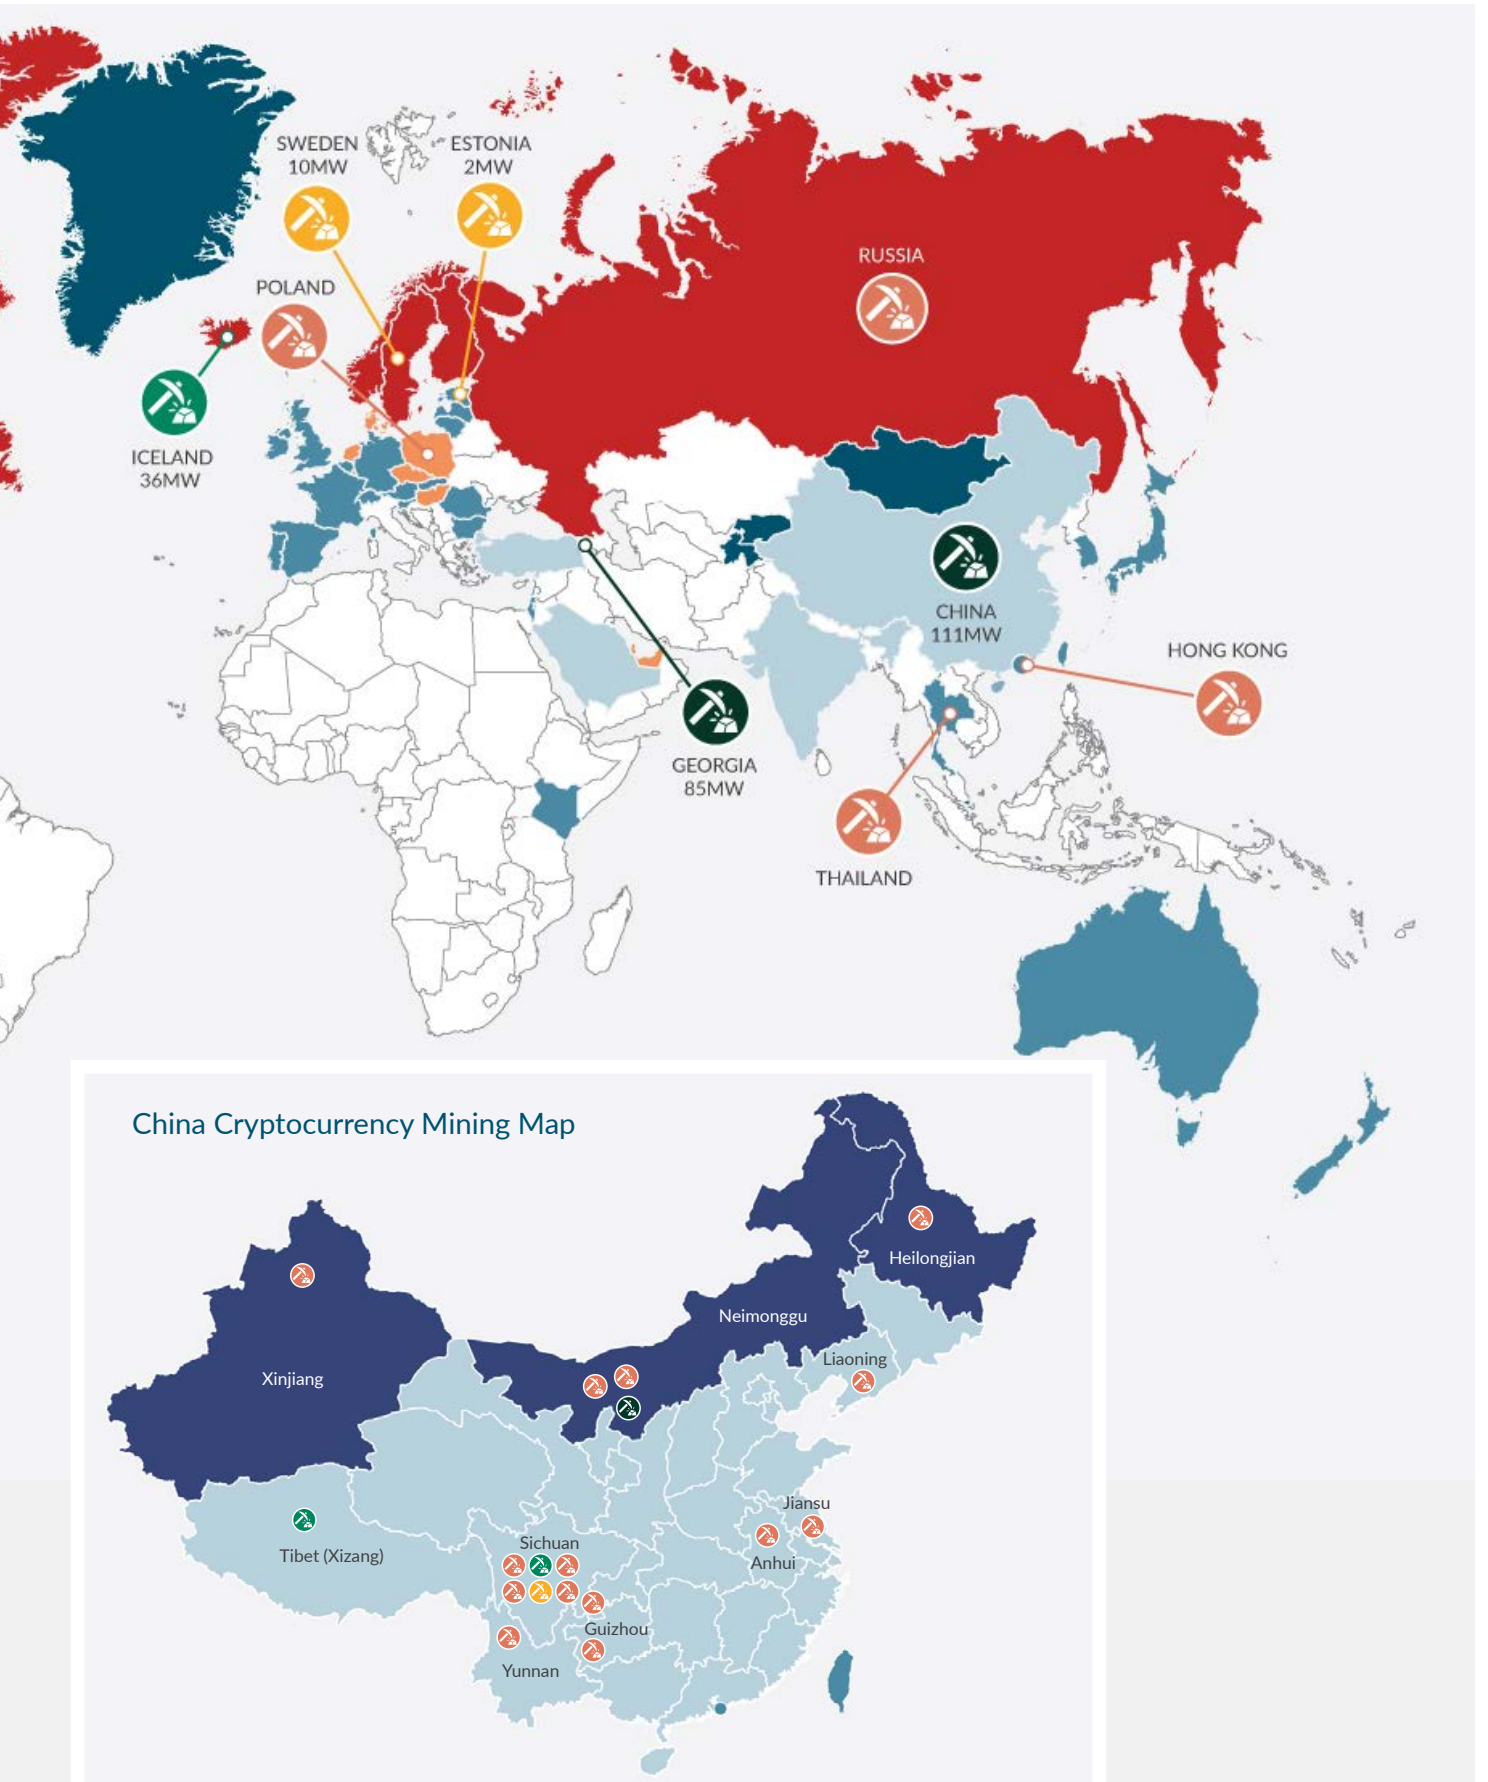 SWEDEN
10MW
ESTONIA
2MW
RUSSIA
POLAND
ICELAND
36MW
CHINA
111MW
HONG KONG
GEORGIA
85MW
THAILAND
China Cryptocurrency Mining Map
Heilongjian
Neimonggu
Liaoning
Xinjiang
Jiansu
Sichuan
Tibet (Xizang)
Anhui
Guizhou
Yunnan